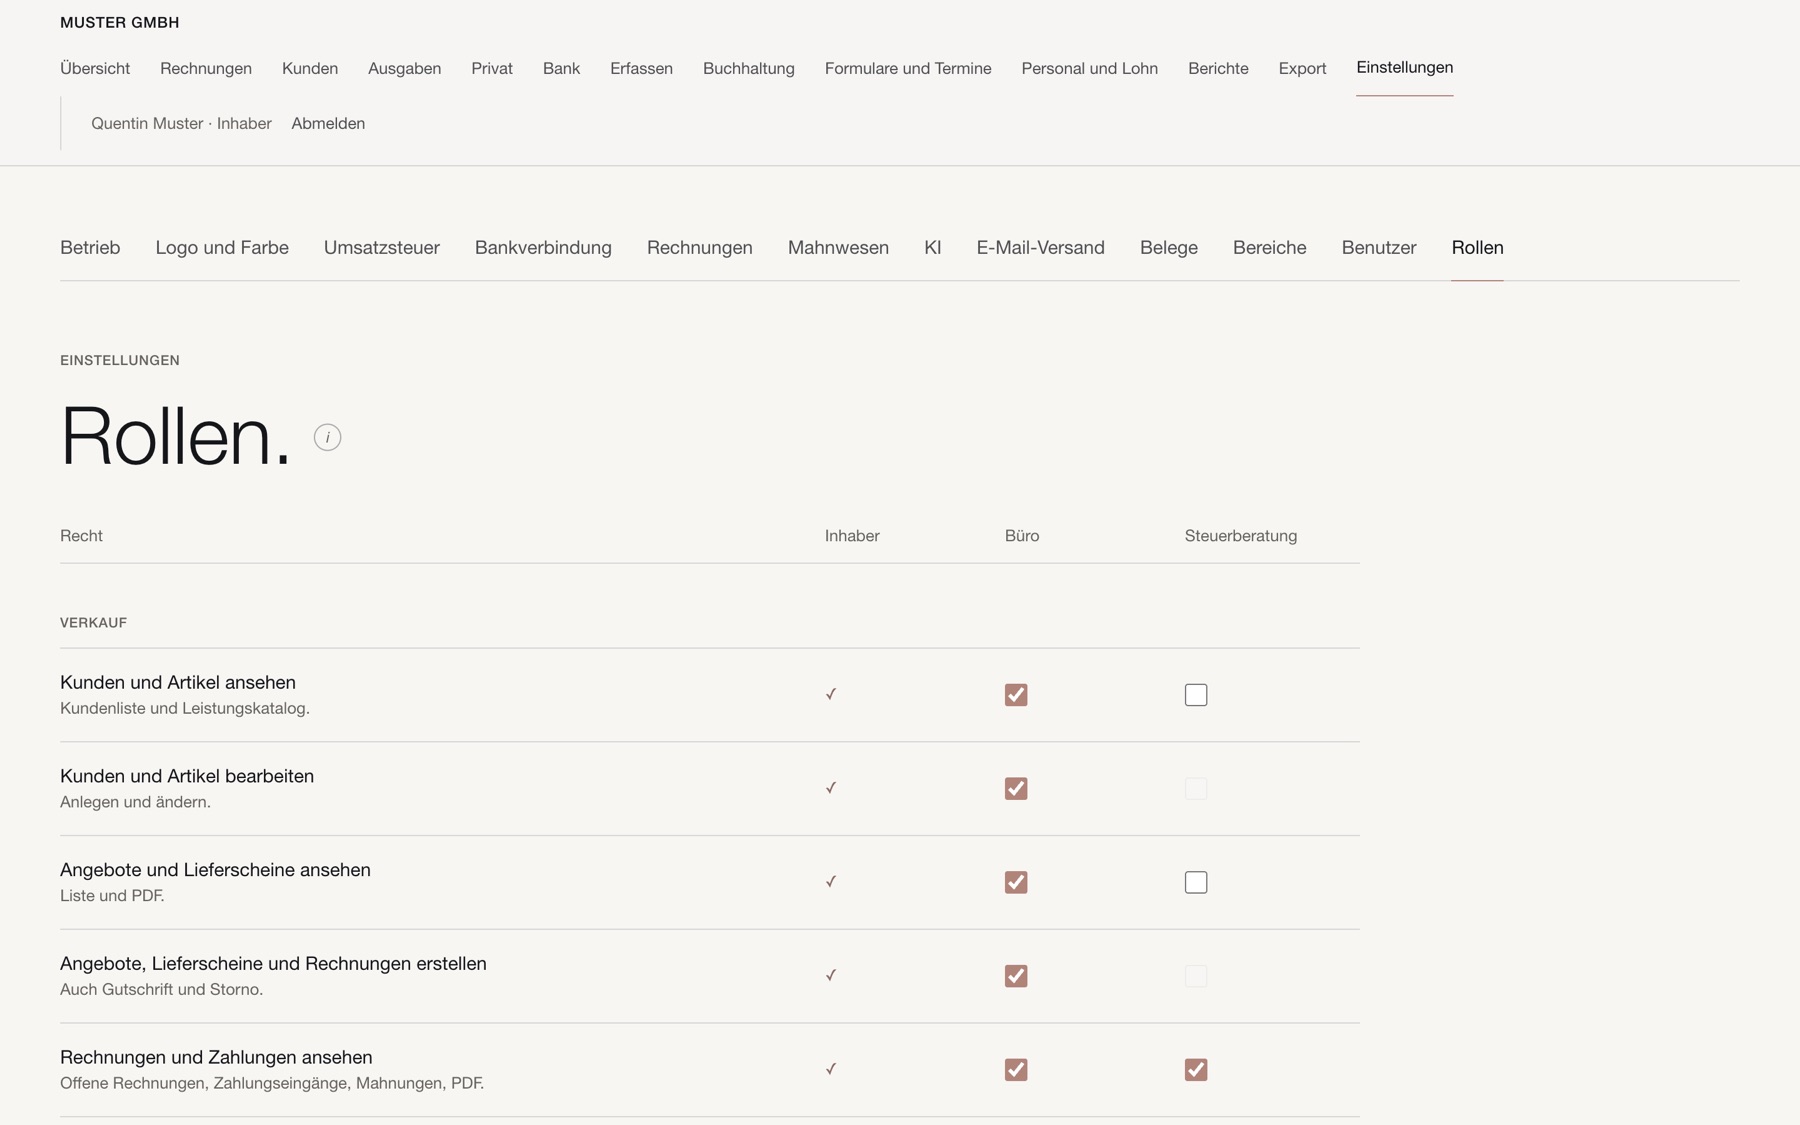 MUSTER GMBH
Übersicht Rechnungen Kunden Ausgaben Privat Bank Erfassen Buchhaltung Formulare und Termine Personal und Lohn Berichte Export Einstellungen
Quentin Muster · Inhaber Abmelden
Betrieb Logo und Farbe Umsatzsteuer Bankverbindung Rechnungen Mahnwesen KI E-Mail-Versand Belege Bereiche Benutzer Rollen
EINSTELLUNGEN
Rollen. i
Recht Inhaber Büro Steuerberatung
VERKAUF
Kunden und Artikel ansehen
Kundenliste und Leistungskatalog.
Kunden und Artikel bearbeiten
Anlegen und ändern.
Angebote und Lieferscheine ansehen
Liste und PDF.
Angebote, Lieferscheine und Rechnungen erstellen
Auch Gutschrift und Storno.
Rechnungen und Zahlungen ansehen
Offene Rechnungen, Zahlungseingänge, Mahnungen, PDF.